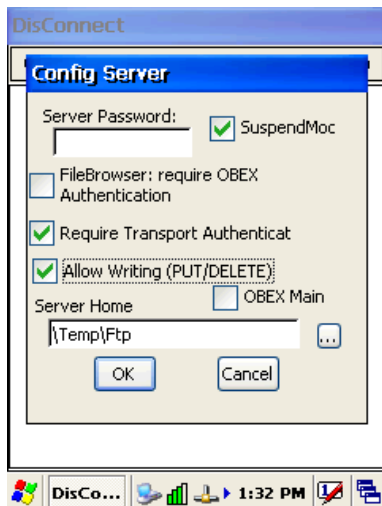 DisConnect
Config Server
Server Password:
SuspendMoc
FileBrowser: require OBEX
Authentication
Require Transport Authenticat
Allow Writing (PUT/DELETE)
Server Home
OBEX Main
\Temp\Ftp
...
OK
Cancel
DisCo...
1:32 PM